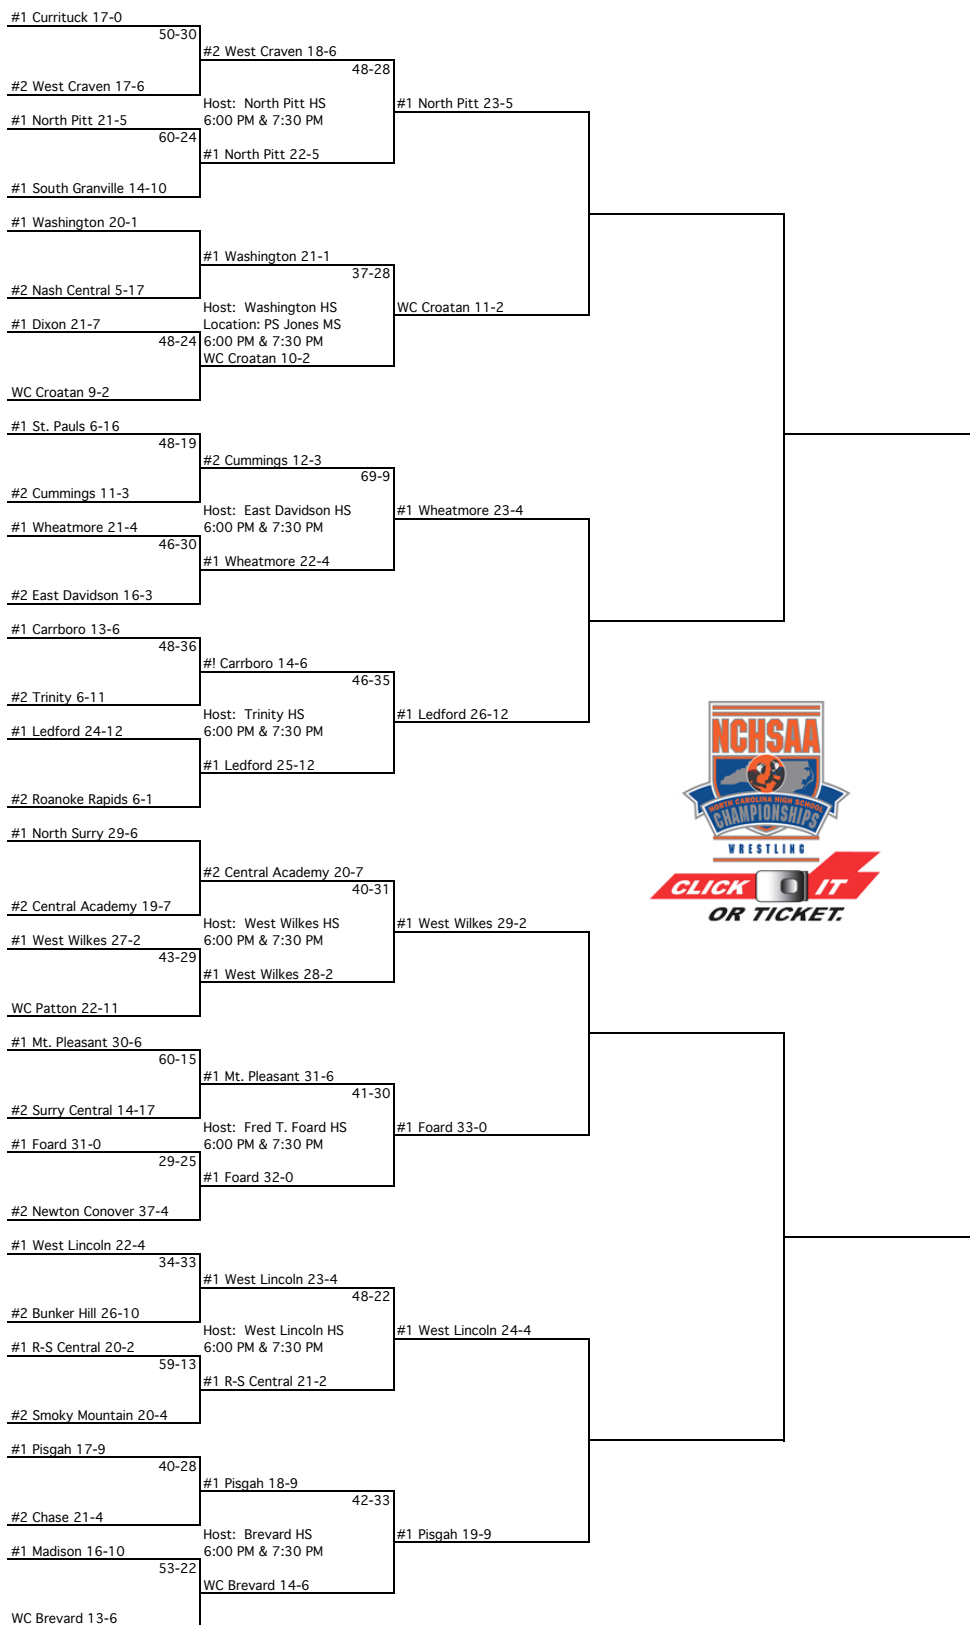 #1 Currituck 17-0
50-30
#2 West Craven 18-6
48-28
#2 West Craven 17-6
Host:  North Pitt HS
#1 North Pitt 23-5
#1 North Pitt 21-5
6:00 PM & 7:30 PM
60-24
#1 North Pitt 22-5
#1 South Granville 14-10
#1 Washington 20-1
#1 Washington 21-1
37-28
#2 Nash Central 5-17
Host:  Washington HS
WC Croatan 11-2
#1 Dixon 21-7
Location: PS Jones MS
48-24
6:00 PM & 7:30 PM
WC Croatan 10-2
WC Croatan 9-2
#1 St. Pauls 6-16
48-19
#2 Cummings 12-3
69-9
#2 Cummings 11-3
Host:  East Davidson HS
#1 Wheatmore 23-4
#1 Wheatmore 21-4
6:00 PM & 7:30 PM
46-30
#1 Wheatmore 22-4
#2 East Davidson 16-3
#1 Carrboro 13-6
48-36
#! Carrboro 14-6
46-35
#2 Trinity 6-11
Host:  Trinity HS
#1 Ledford 26-12
#1 Ledford 24-12
6:00 PM & 7:30 PM
#1 Ledford 25-12
#2 Roanoke Rapids 6-1
NCHSAA
NORTH CAROLINA HIGH SCHOOL
CHAMPIONSHIPS
WRESTLING
CLICK IT
OR TICKET.
#1 North Surry 29-6
#2 Central Academy 20-7
40-31
#2 Central Academy 19-7
Host:  West Wilkes HS
#1 West Wilkes 29-2
#1 West Wilkes 27-2
6:00 PM & 7:30 PM
43-29
#1 West Wilkes 28-2
WC Patton 22-11
#1 Mt. Pleasant 30-6
60-15
#1 Mt. Pleasant 31-6
41-30
#2 Surry Central 14-17
Host:  Fred T. Foard HS
#1 Foard 33-0
#1 Foard 31-0
6:00 PM & 7:30 PM
29-25
#1 Foard 32-0
#2 Newton Conover 37-4
#1 West Lincoln 22-4
34-33
#1 West Lincoln 23-4
48-22
#2 Bunker Hill 26-10
Host:  West Lincoln HS
#1 West Lincoln 24-4
#1 R-S Central 20-2
6:00 PM & 7:30 PM
59-13
#1 R-S Central 21-2
#2 Smoky Mountain 20-4
#1 Pisgah 17-9
40-28
#1 Pisgah 18-9
42-33
#2 Chase 21-4
Host:  Brevard HS
#1 Pisgah 19-9
#1 Madison 16-10
6:00 PM & 7:30 PM
53-22
WC Brevard 14-6
WC Brevard 13-6